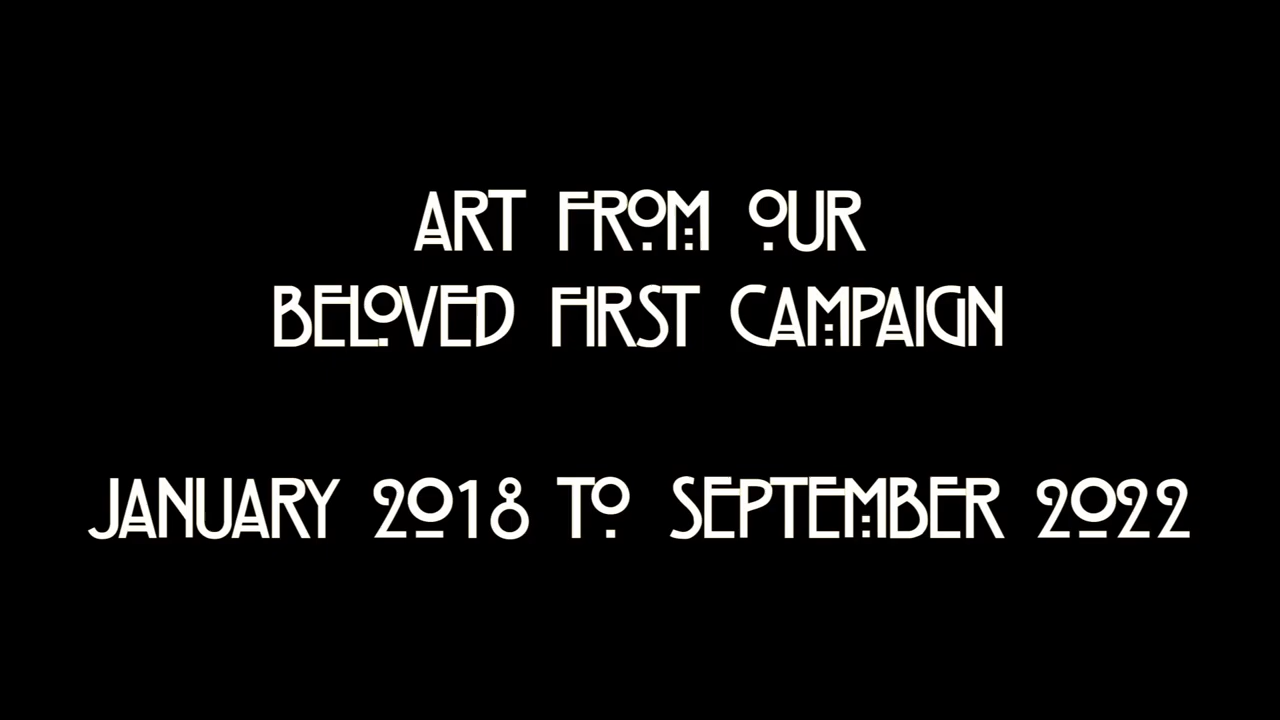 ART FROM OUR
BELOVED FIRST CAMPAIGN
JANUARY 2018 TO SEPTEMBER 2022